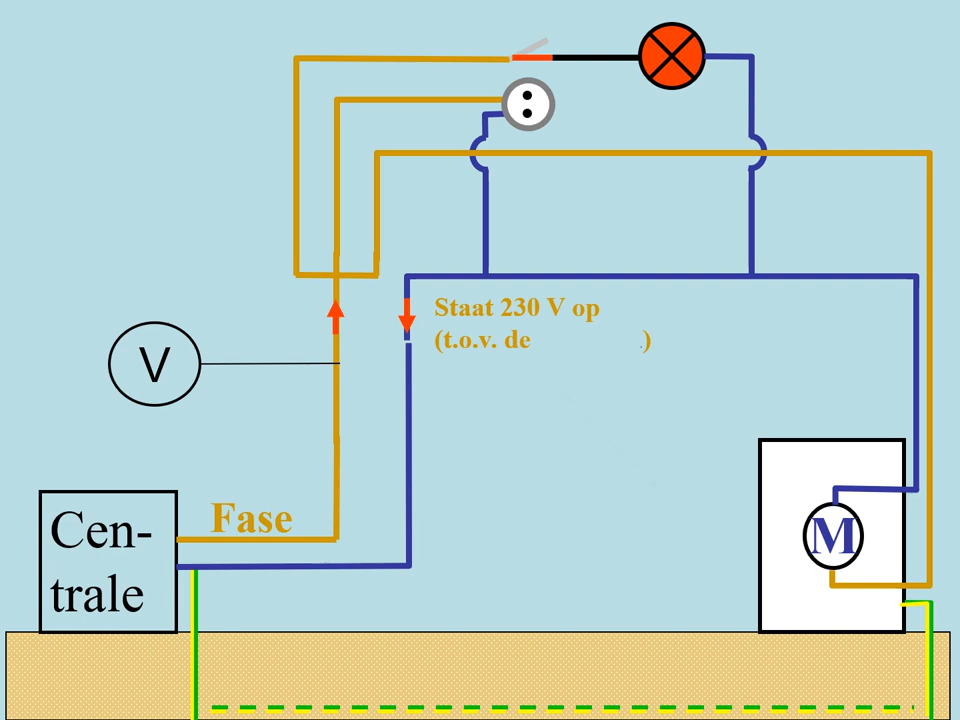 Staat 230 V op
(t.o.v. de .)
V
Fase
Cen-
trale
M